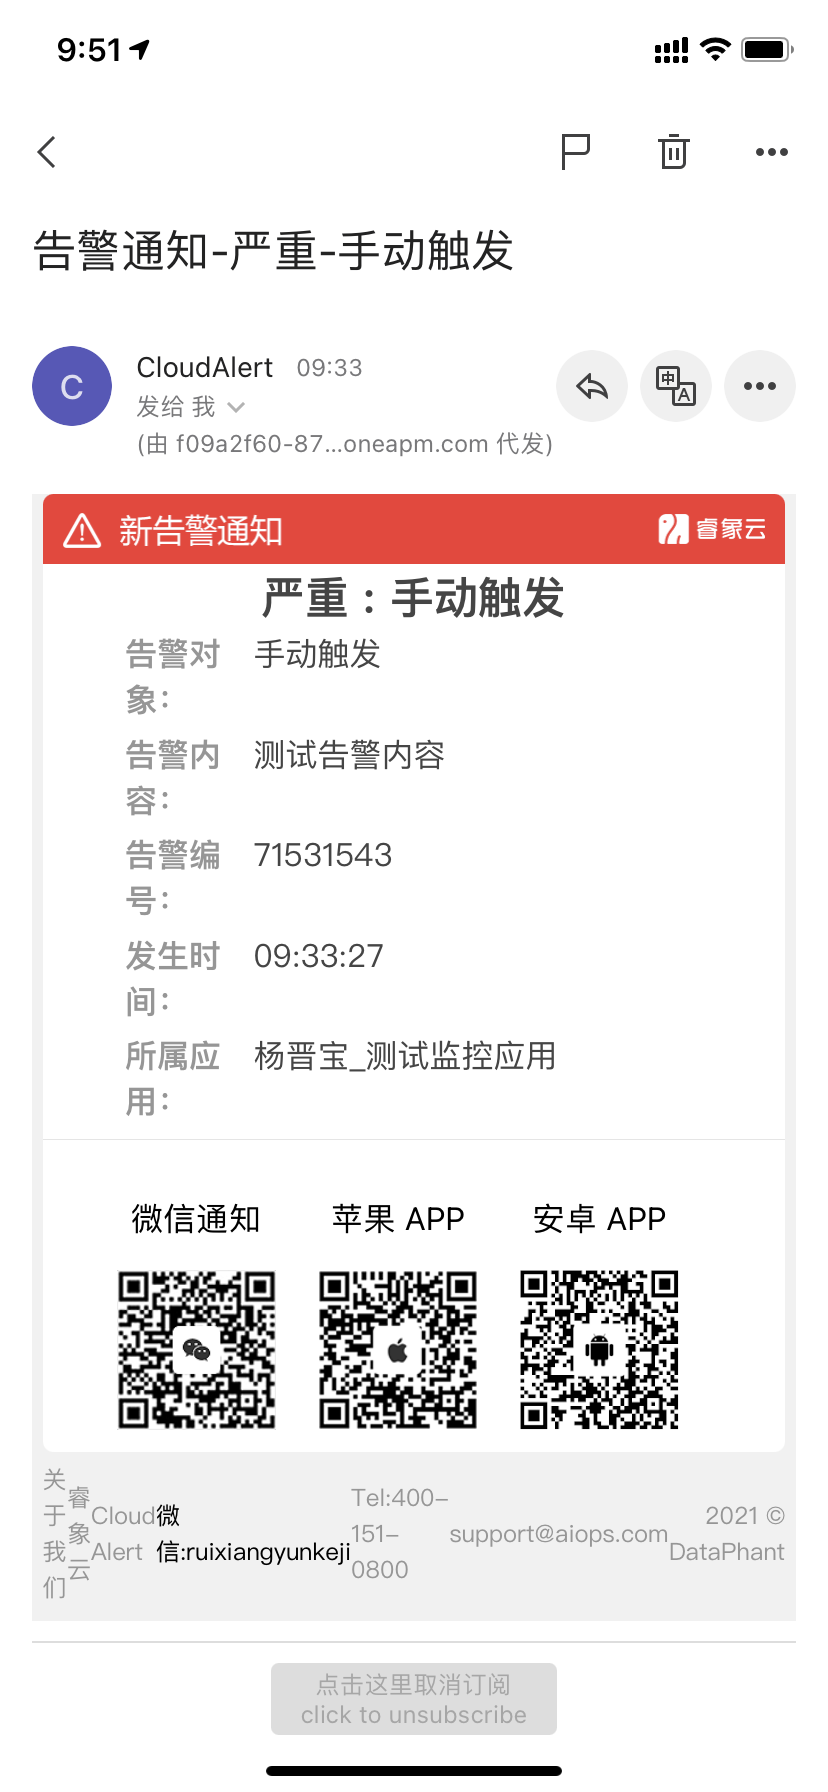 9:51
告警通知-严重-手动触发
C
CloudAlert 09:33
发给 我
(由 f09a2f60-87...oneapm.com 代发)
新告警通知
睿象云
严重：手动触发
告警对象： 手动触发
告警内容： 测试告警内容
告警编号： 71531543
发生时间： 09:33:27
所属应用： 杨晋宝_测试监控应用
微信通知 苹果 APP 安卓 APP
关于我们
睿象云
Cloud
Alert
微
信:ruixiangyunkeji
Tel:400-
151-
0800
support@aiops.com
2021 ©
DataPhant
点击这里取消订阅
click to unsubscribe